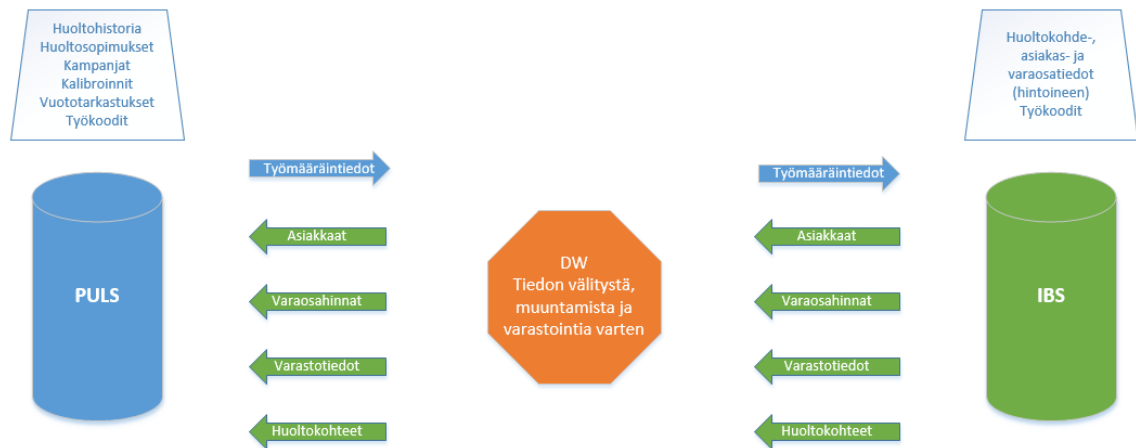 Huoltohistoria
Huoltosopimukset
Kampanjat
Kalibroinnit
Vuototarkastukset
Työkoodit
Huoltokohde-,
asiakas- ja
varaosatiedot
(hintoineen)
Työkoodit
Työmääräintiedot
Työmääräintiedot
Asiakkaat
Asiakkaat
DW
Tiedon välitystä,
muuntamista ja
varastointia varten
PULS
Varaosahinnat
Varaosahinnat
IBS
Varastotiedot
Varastotiedot
Huoltokohteet
Huoltokohteet